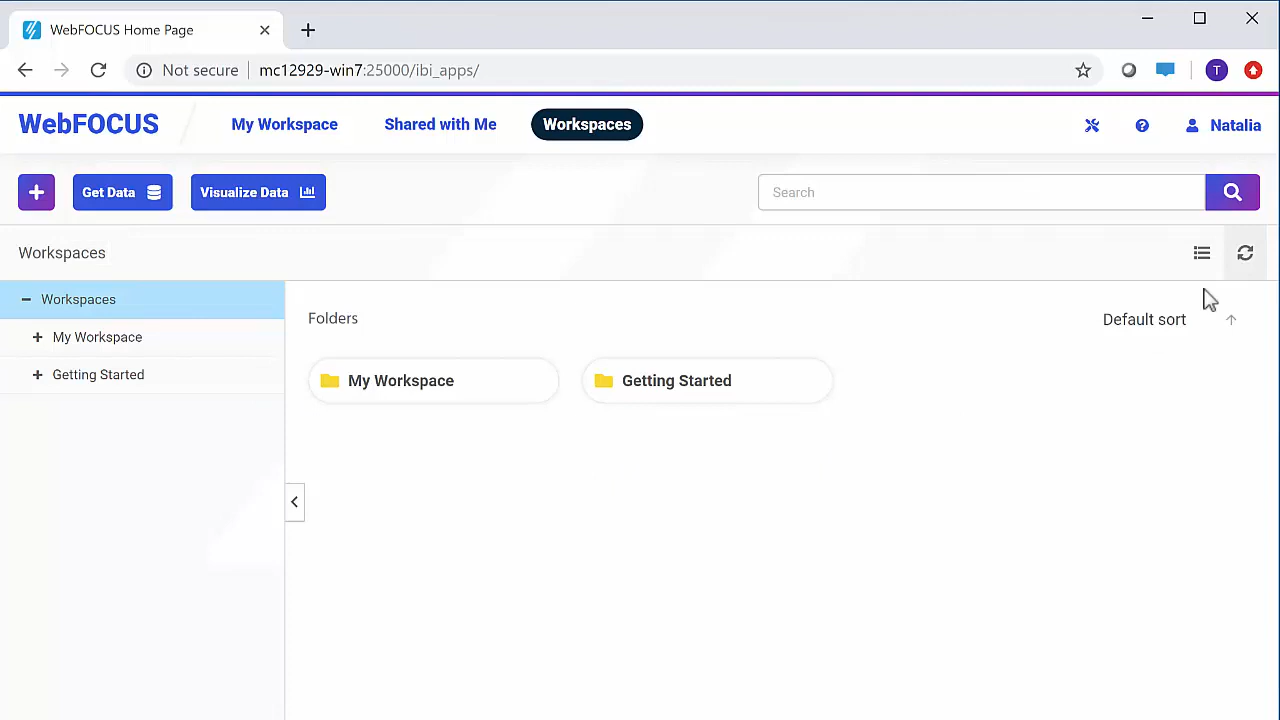 WebFOCUS Home Page
Not secure mc12929-win7:25000/ibi_apps/
T
WebFOCUS My Workspace Shared with Me Workspaces Natalia
Get Data Visualize Data Search
Workspaces
Workspaces
My Workspace
Getting Started
Folders Default sort
My Workspace Getting Started